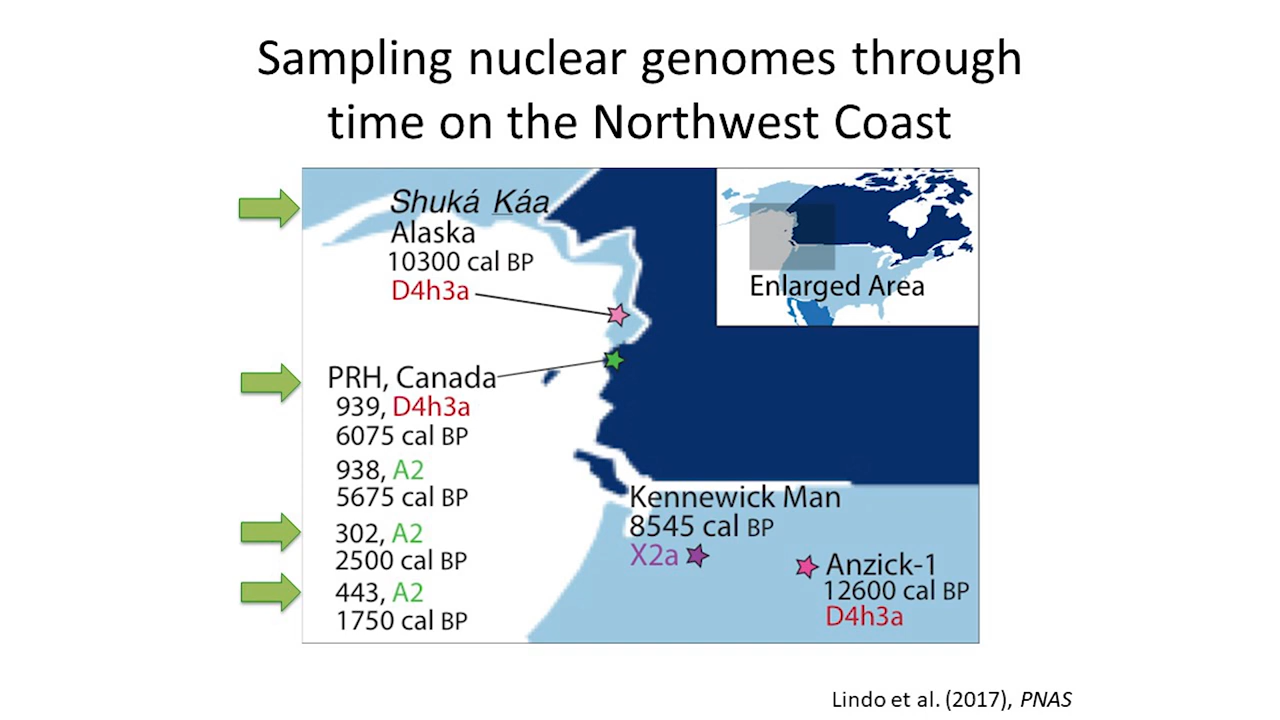 Sampling nuclear genomes through
time on the Northwest Coast
Shuká Ḵáa
Alaska
10300 cal BP
D4h3a
Enlarged Area
PRH, Canada
939, D4h3a
6075 cal BP
938, A2
5675 cal BP
302, A2
2500 cal BP
443, A2
1750 cal BP
Kennewick Man
8545 cal BP
X2a
Anzick-1
12600 cal BP
D4h3a
Lindo et al. (2017), PNAS